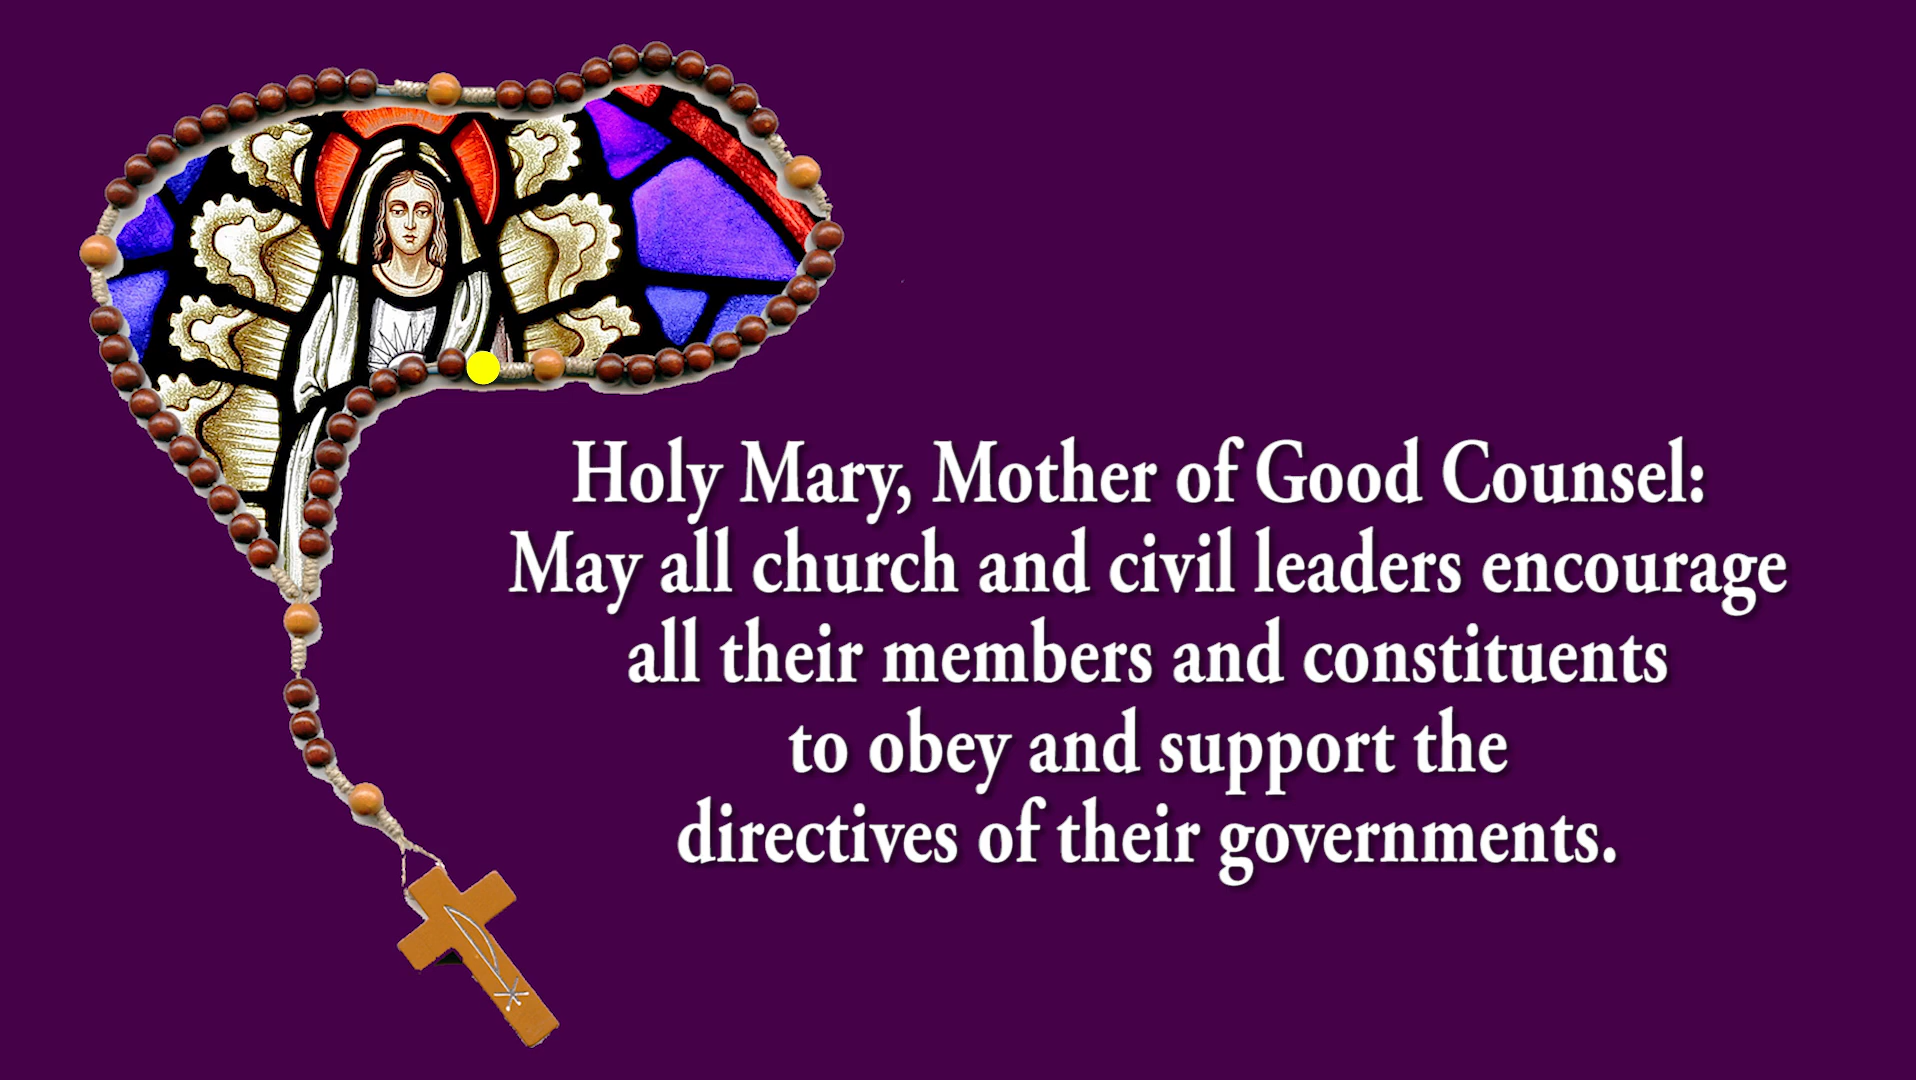 Holy Mary, Mother of Good Counsel:
May all church and civil leaders encourage
all their members and constituents
to obey and support the
directives of their governments.